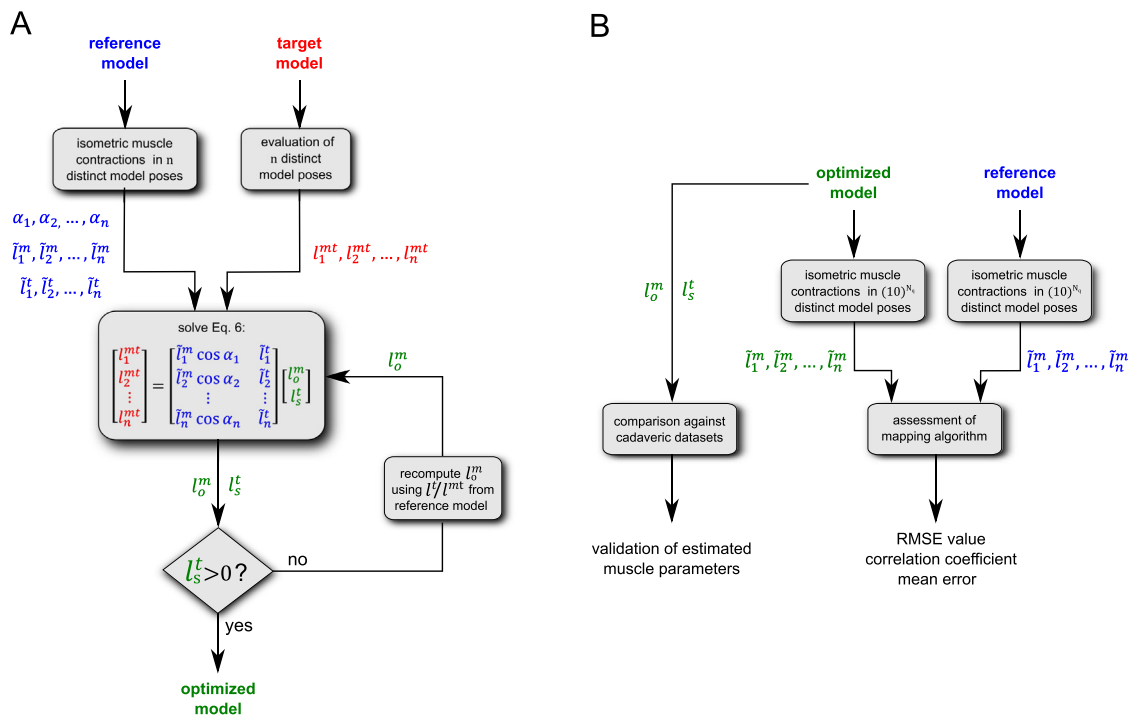 A
reference
model
target
model
isometric muscle
contractions in n
distinct model poses
evaluation of
n distinct
model poses
α₁, α₂, … , αₙ
l̃₁ᵐ, l̃₂ᵐ, … , l̃ₙᵐ
l̃₁ᵗ, l̃₂ᵗ, … , l̃ₙᵗ
l₁ᵐᵗ, l₂ᵐᵗ, … , lₙᵐᵗ
solve Eq. 6:
[l₁ᵐᵗ] = [l̃₁ᵐ cos α₁ l̃₁ᵗ] [lₒᵐ]
[l₂ᵐᵗ] [l̃₂ᵐ cos α₂ l̃₂ᵗ] [lₛᵗ]
⋮ ⋮ ⋮
[lₙᵐᵗ] [l̃ₙᵐ cos αₙ l̃ₙᵗ]
lₒᵐ
lₒᵐ lₛᵗ
recompute lₒᵐ
using lᵗ/lᵐᵗ from
reference model
lₛᵗ>0 ?
no
yes
optimized
model
B
optimized
model
reference
model
lₒᵐ lₛᵗ
isometric muscle
contractions in (10)^Nq
distinct model poses
isometric muscle
contractions in (10)^Nq
distinct model poses
l̃₁ᵐ, l̃₂ᵐ, … , l̃ₙᵐ
l̃₁ᵐ, l̃₂ᵐ, … , l̃ₙᵐ
comparison against
cadaveric datasets
assessment of
mapping algorithm
validation of estimated
muscle parameters
RMSE value
correlation coefficient
mean error